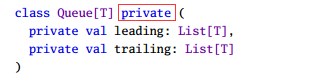 class Queue[T] private (
  private val leading: List[T],
  private val trailing: List[T]
)